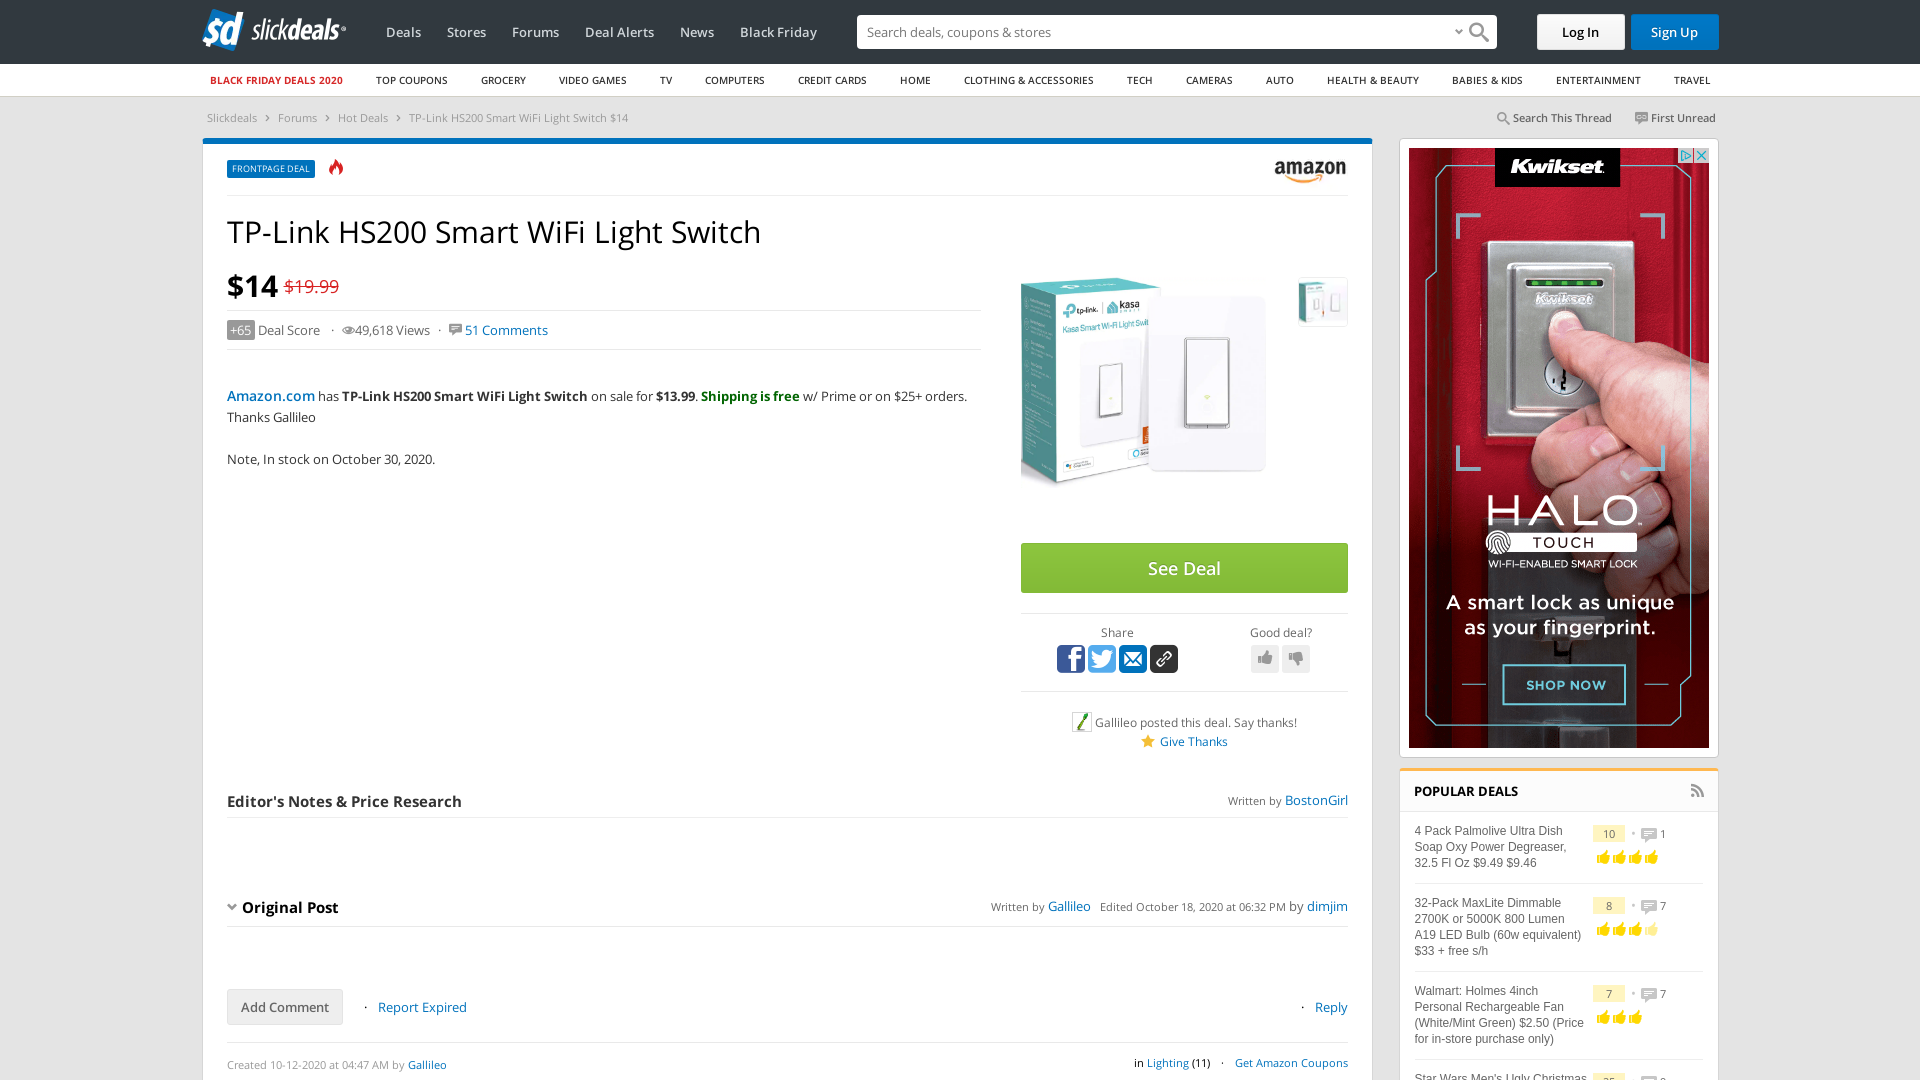 slickdeals
Deals Stores Forums Deal Alerts News Black Friday
Search deals, coupons & stores
Log In
Sign Up
BLACK FRIDAY DEALS 2020 TOP COUPONS GROCERY VIDEO GAMES TV COMPUTERS CREDIT CARDS HOME CLOTHING & ACCESSORIES TECH CAMERAS AUTO HEALTH & BEAUTY BABIES & KIDS ENTERTAINMENT TRAVEL
Slickdeals › Forums › Hot Deals › TP-Link HS200 Smart WiFi Light Switch $14
Search This Thread First Unread
FRONTPAGE DEAL
amazon
TP-Link HS200 Smart WiFi Light Switch
$14 $19.99
+65 Deal Score · 49,618 Views · 51 Comments
Amazon.com has TP-Link HS200 Smart WiFi Light Switch on sale for $13.99. Shipping is free w/ Prime or on $25+ orders.
Thanks Gallileo
Note, In stock on October 30, 2020.
tp-link. kasa
Kasa Smart Wi-Fi Light
See Deal
Share
Good deal?
Gallileo posted this deal. Say thanks!
Give Thanks
Editor's Notes & Price Research
Written by BostonGirl
Original Post
Written by Gallileo Edited October 18, 2020 at 06:32 PM by dimjim
Add Comment · Report Expired
· Reply
Created 10-12-2020 at 04:47 AM by Gallileo
in Lighting (11) · Get Amazon Coupons
Kwikset
Kwikset
HALO
TOUCH
WI-FI-ENABLED SMART LOCK
A smart lock as unique
as your fingerprint.
SHOP NOW
POPULAR DEALS
4 Pack Palmolive Ultra Dish
Soap Oxy Power Degreaser,
32.5 Fl Oz $9.49 $9.46
10 • 1
32-Pack MaxLite Dimmable
2700K or 5000K 800 Lumen
A19 LED Bulb (60w equivalent)
$33 + free s/h
8 • 7
Walmart: Holmes 4inch
Personal Rechargeable Fan
(White/Mint Green) $2.50 (Price
for in-store purchase only)
7 • 7
Star Wars Men's Ugly Christmas